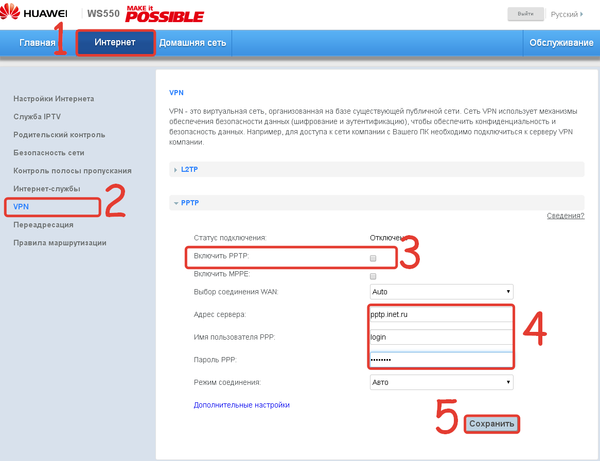 HUAWEI WS550 MAKE it POSSIBLE Выйти Русский
1
Главная Интернет Домашняя сеть Обслуживание
Настройки Интернета
Служба IPTV
Родительский контроль
Безопасность сети
Контроль полосы пропускания
Интернет-службы
VPN
2
Переадресация
Правила маршрутизации
VPN
VPN - это виртуальная сеть, организованная на базе существующей публичной сети. Сеть VPN использует механизмы
обеспечения безопасности данных (шифрование и аутентификацию), чтобы обеспечить конфиденциальность и
безопасность данных. Например, для доступа к сети компании с Вашего ПК необходимо подключиться к серверу VPN
компании.
L2TP
PPTP
Сведения?
Статус подключения: Отключено
Включить PPTP:
3
Включить MPPE:
Выбор соединения WAN: Auto
Адрес сервера: pptp.inet.ru
Имя пользователя PPP: login
4
Пароль PPP: ••••••••
Режим соединения: Авто
Дополнительные настройки
5
Сохранить